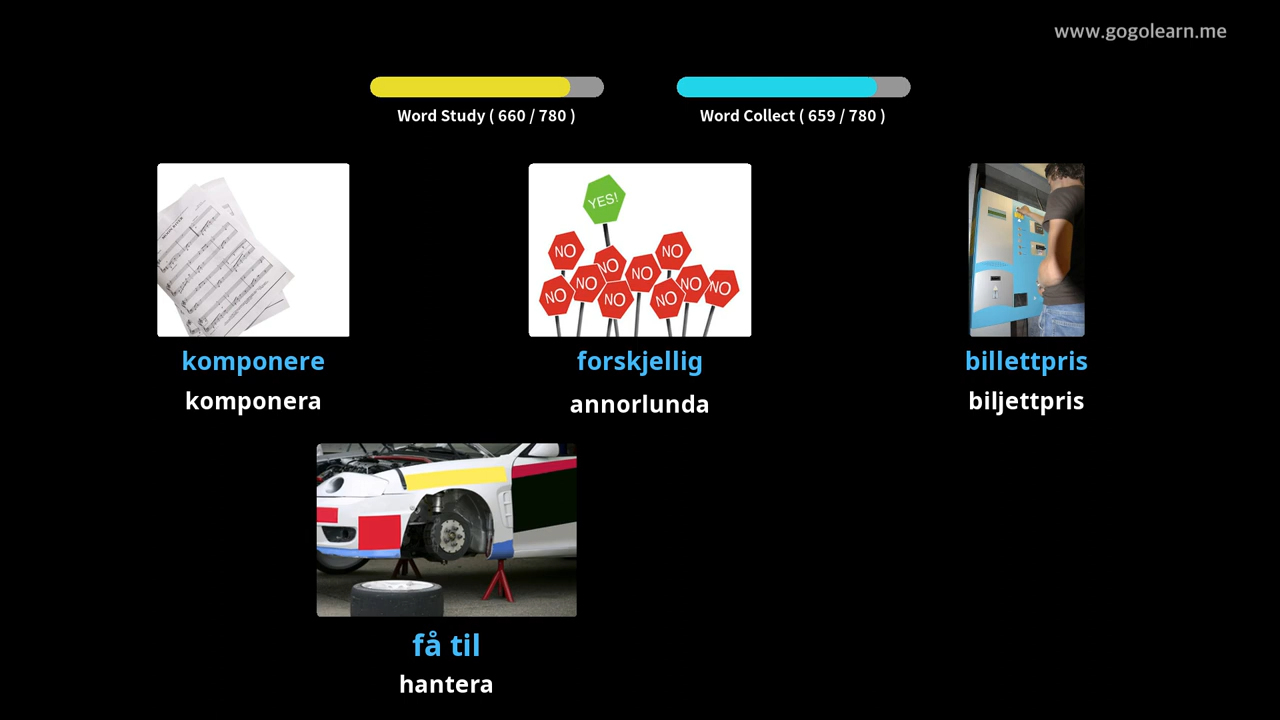 www.gogolearn.me
Word Study ( 660 / 780 )
Word Collect ( 659 / 780 )
YES!
NO
NO
NO
NO
NO
NO
NO
NO
NO
NO
komponere
komponera
forskjellig
annorlunda
billettpris
biljettpris
få til
hantera